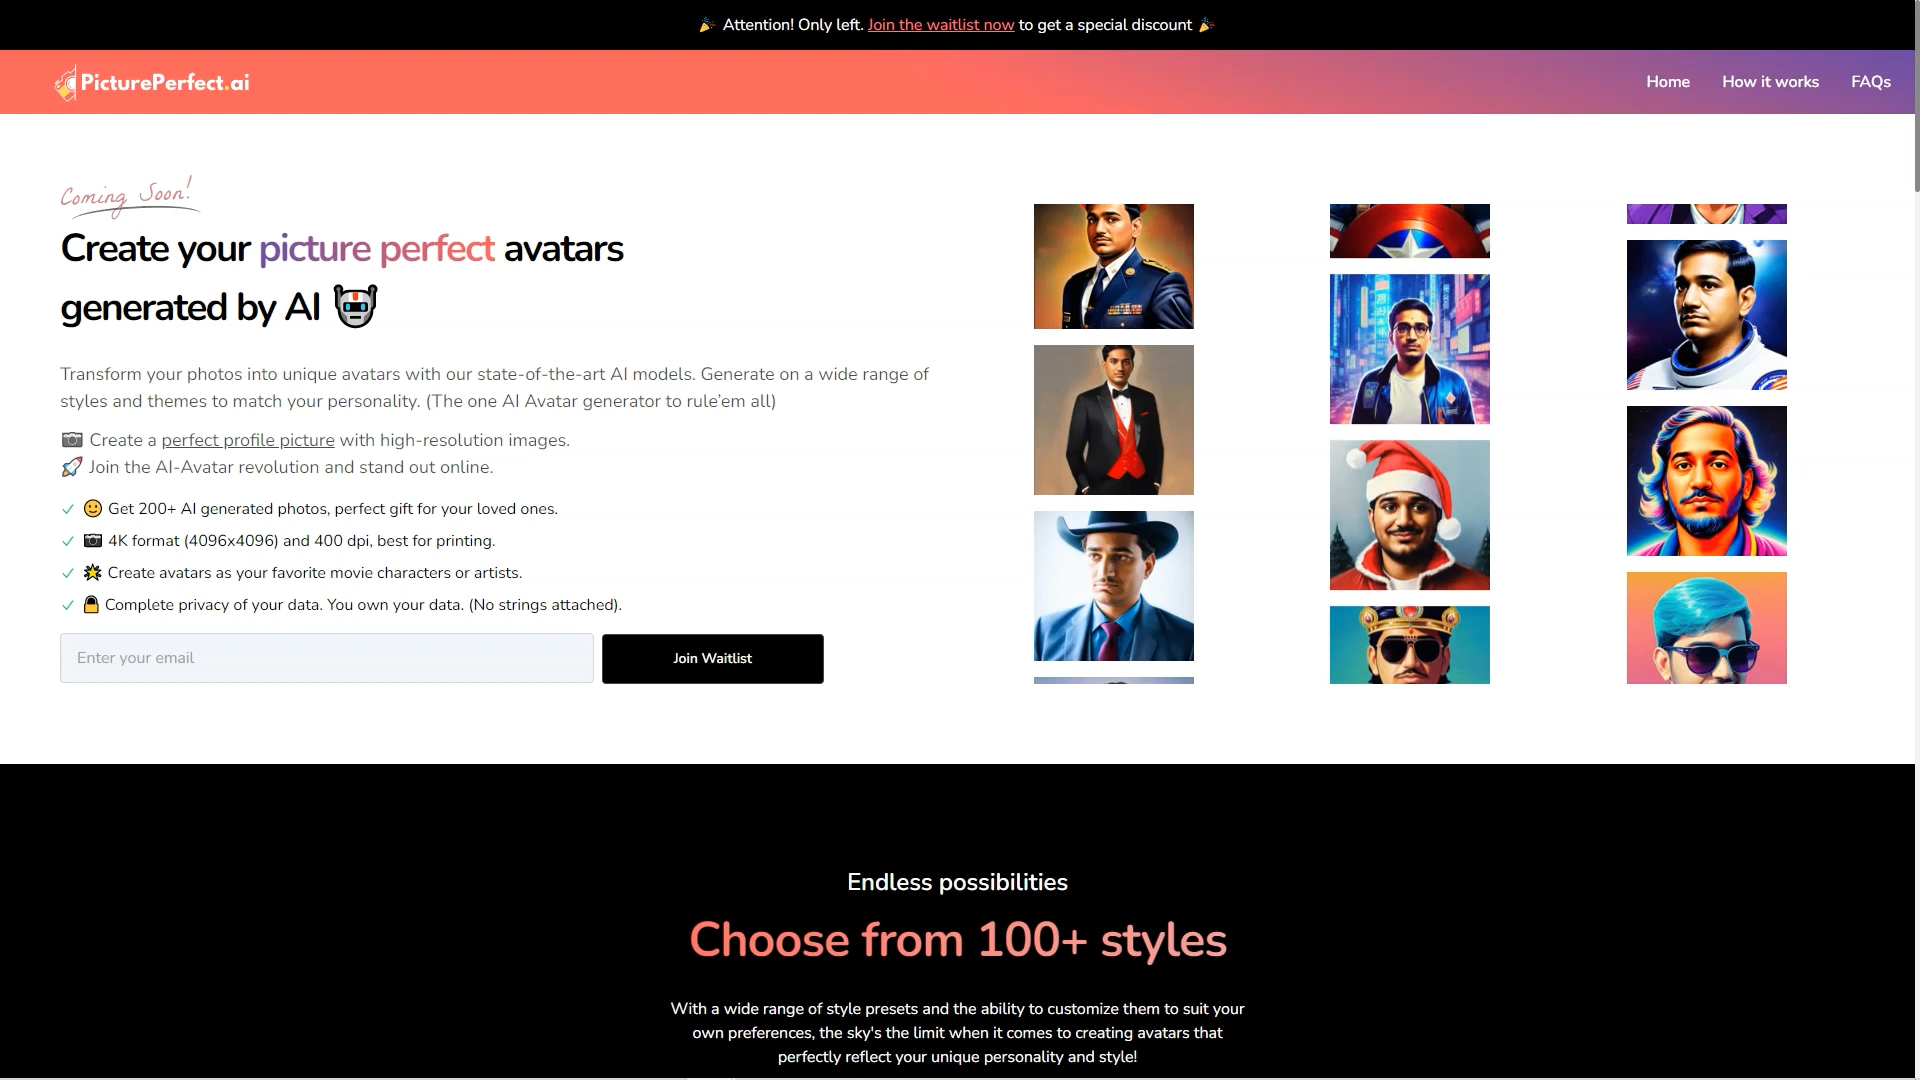 🎉 Attention! Only left. Join the waitlist now to get a special discount 🎉
PicturePerfect.ai
Home
How it works
FAQs
Coming Soon!
Create your picture perfect avatars
generated by AI 🤖
Transform your photos into unique avatars with our state-of-the-art AI models. Generate on a wide range of
styles and themes to match your personality. (The one AI Avatar generator to rule’em all)
📷 Create a perfect profile picture with high-resolution images.
🚀 Join the AI-Avatar revolution and stand out online.
✓ 🙂 Get 200+ AI generated photos, perfect gift for your loved ones.
✓ 📷 4K format (4096x4096) and 400 dpi, best for printing.
✓ 🌟 Create avatars as your favorite movie characters or artists.
✓ 🔒 Complete privacy of your data. You own your data. (No strings attached).
Enter your email
Join Waitlist
Endless possibilities
Choose from 100+ styles
With a wide range of style presets and the ability to customize them to suit your
own preferences, the sky's the limit when it comes to creating avatars that
perfectly reflect your unique personality and style!